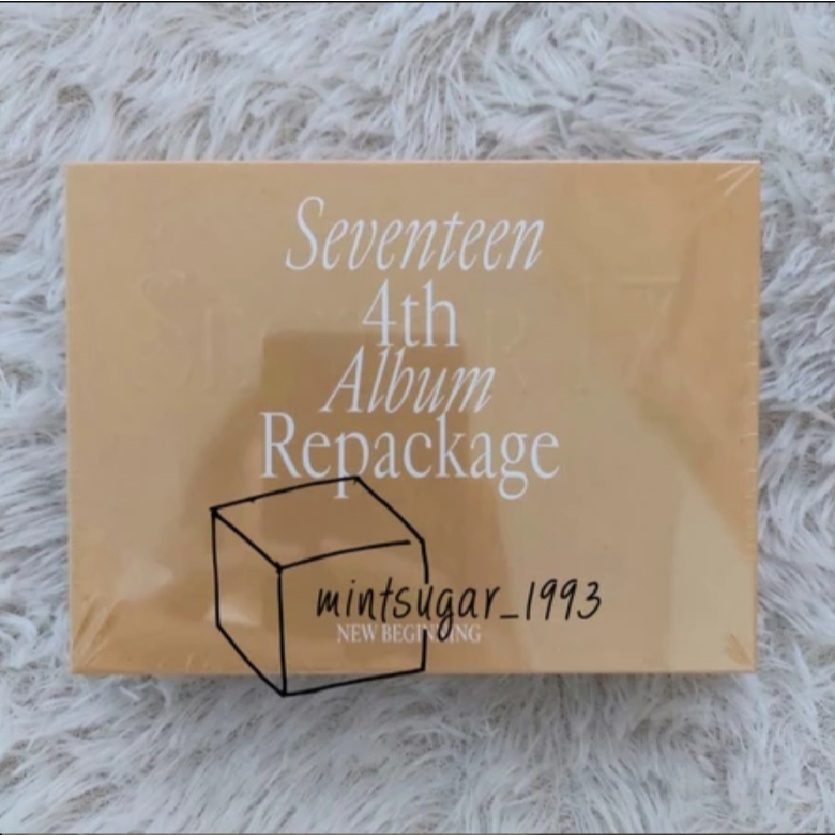 Seventeen
4th
Album
Repackage
mintsugar_1993
NEW BEGINNING